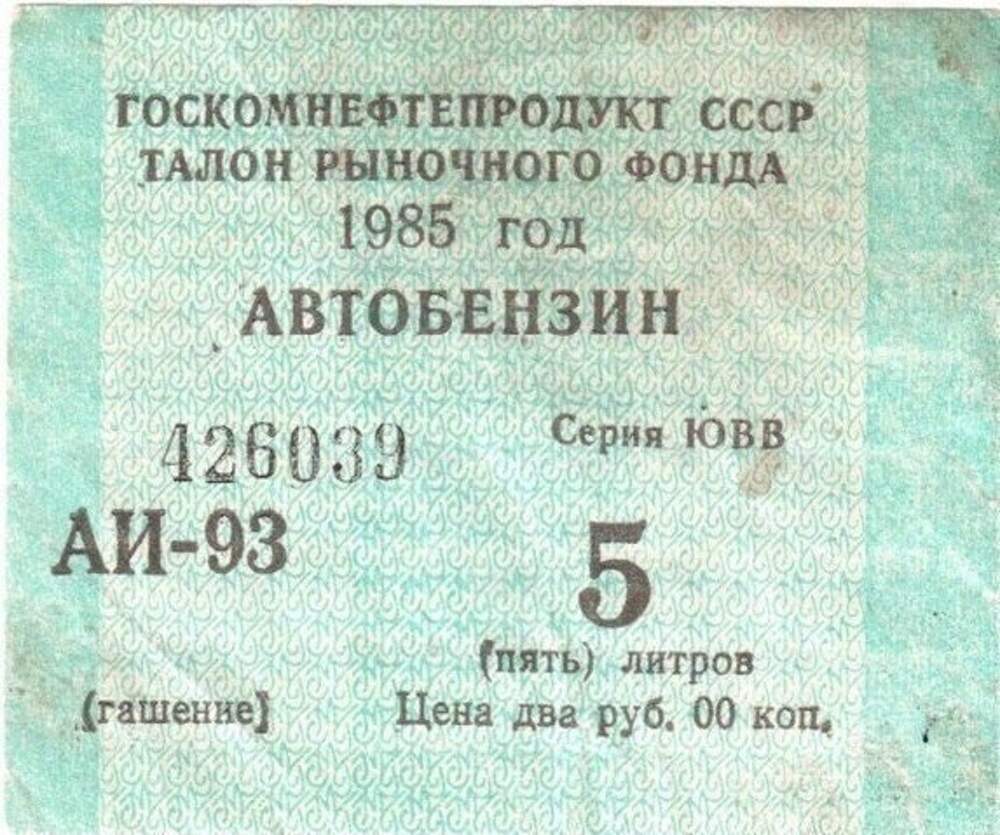 ГОСКОМНЕФТЕПРОДУКТ СССР
ТАЛОН РЫНОЧНОГО ФОНДА
1985 год
АВТОБЕНЗИН
426039 Серия ЮВВ
АИ-93 5
(пять) литров
(гашение) Цена два руб. 00 коп.